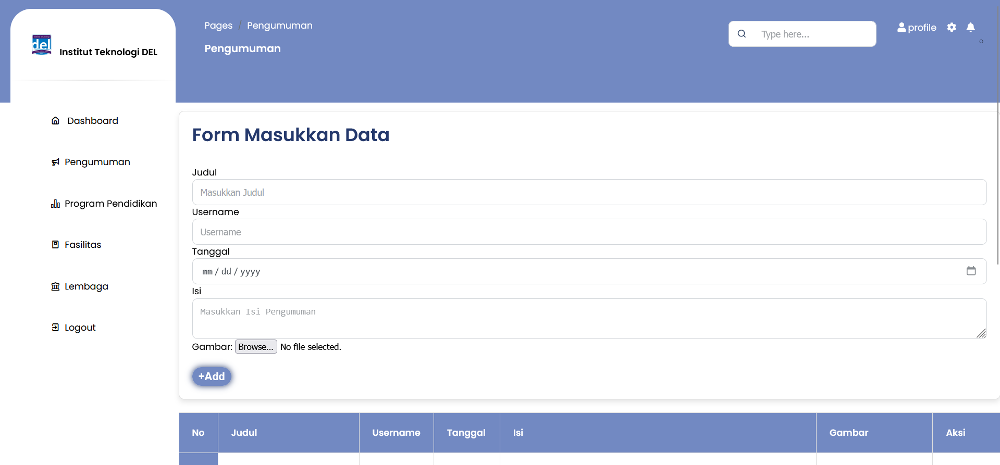 del
Institut Teknologi DEL
Pages / Pengumuman
Pengumuman
Type here...
profile
Dashboard
Pengumuman
Program Pendidikan
Fasilitas
Lembaga
Logout
Form Masukkan Data
Judul
Masukkan Judul
Username
Username
Tanggal
mm / dd / yyyy
Isi
Masukkan Isi Pengumuman
Gambar: Browse... No file selected.
+Add
No Judul Username Tanggal Isi Gambar Aksi